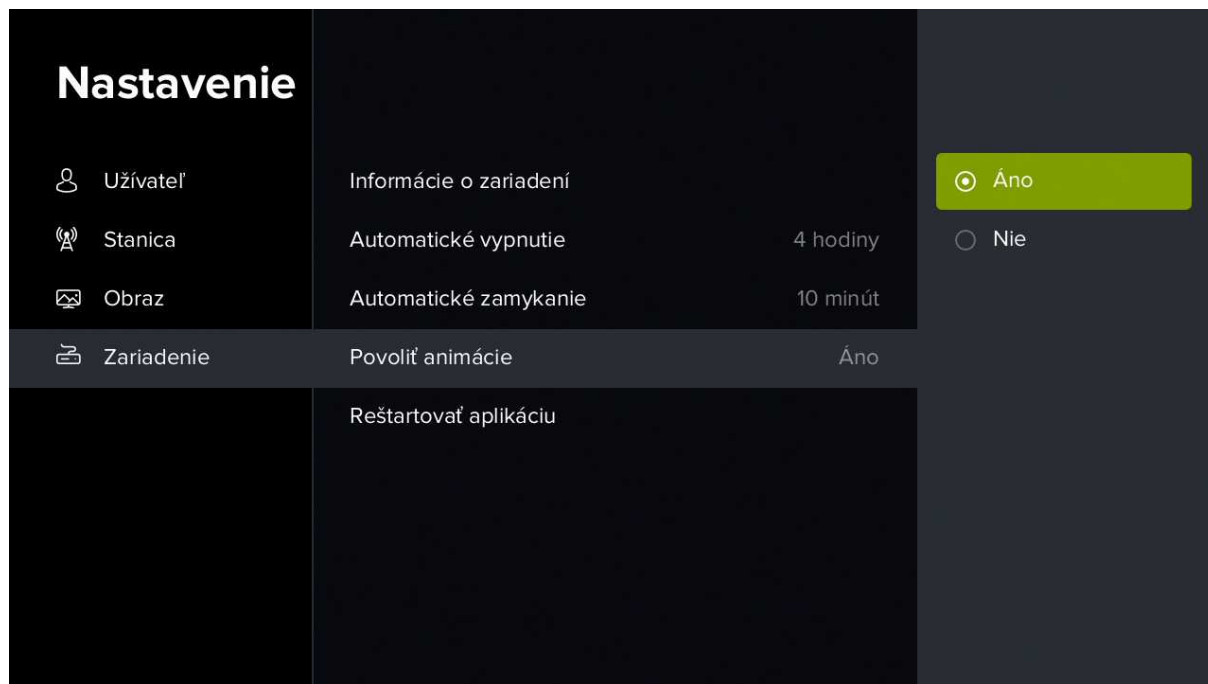 Nastavenie
Užívateľ
Stanica
Obraz
Zariadenie
Informácie o zariadení
Automatické vypnutie 4 hodiny
Automatické zamykanie 10 minút
Povoliť animácie Áno
Reštartovať aplikáciu
Áno
Nie